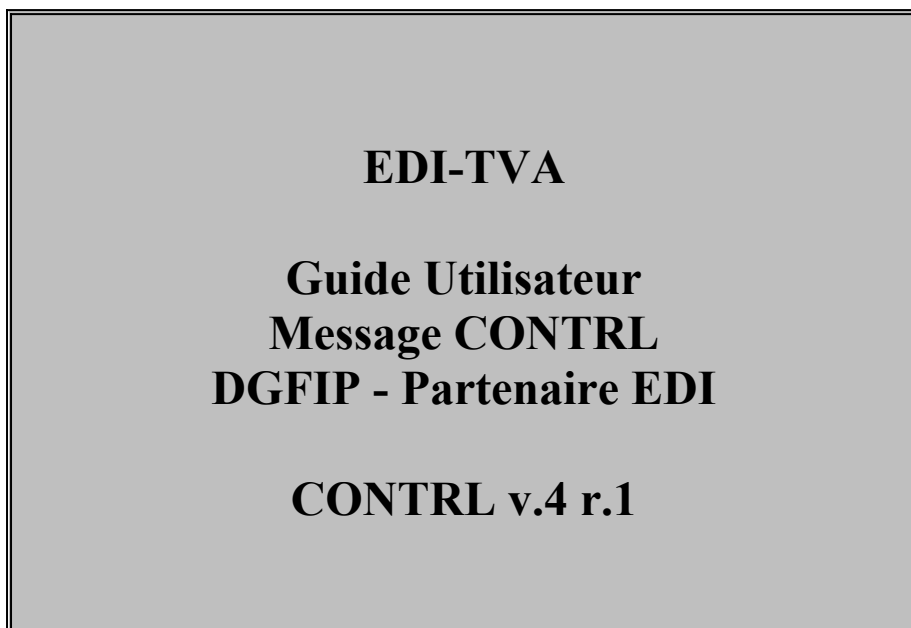 EDI-TVA
Guide Utilisateur
Message CONTRL
DGFIP - Partenaire EDI
CONTRL v.4 r.1